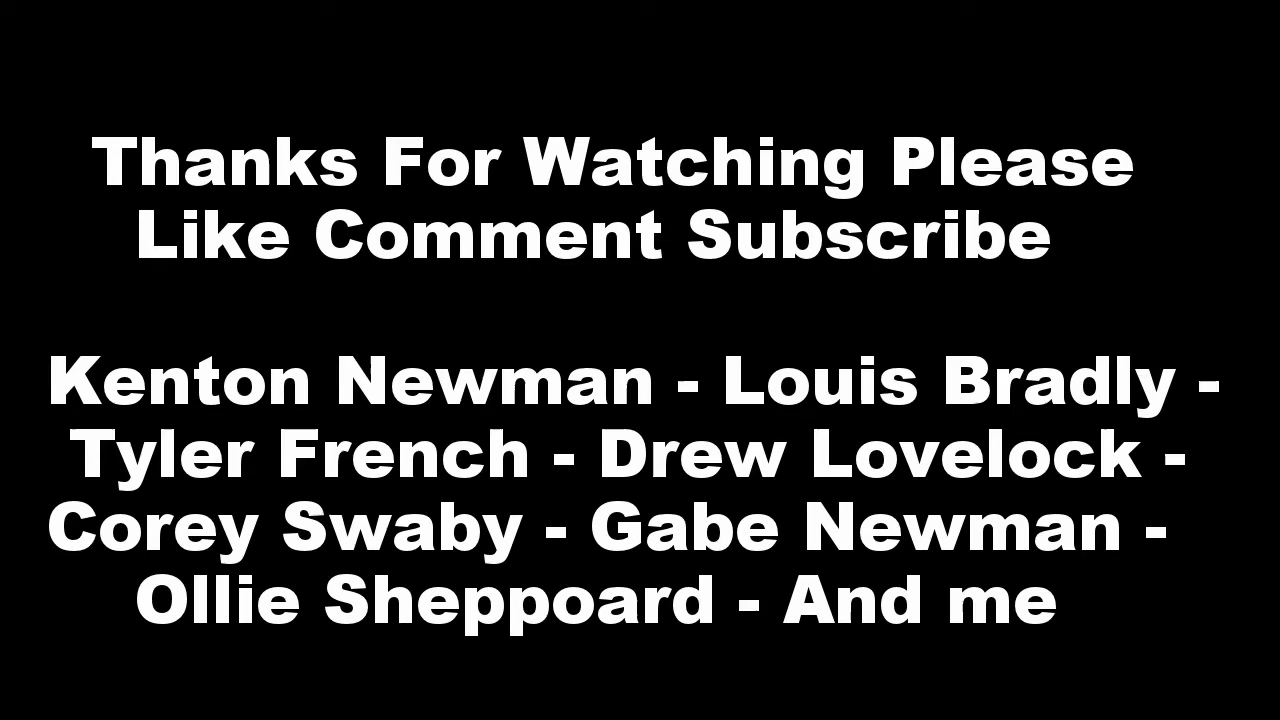 Thanks For Watching Please
Like Comment Subscribe
Kenton Newman - Louis Bradly -
Tyler French - Drew Lovelock -
Corey Swaby - Gabe Newman -
Ollie Sheppoard - And me